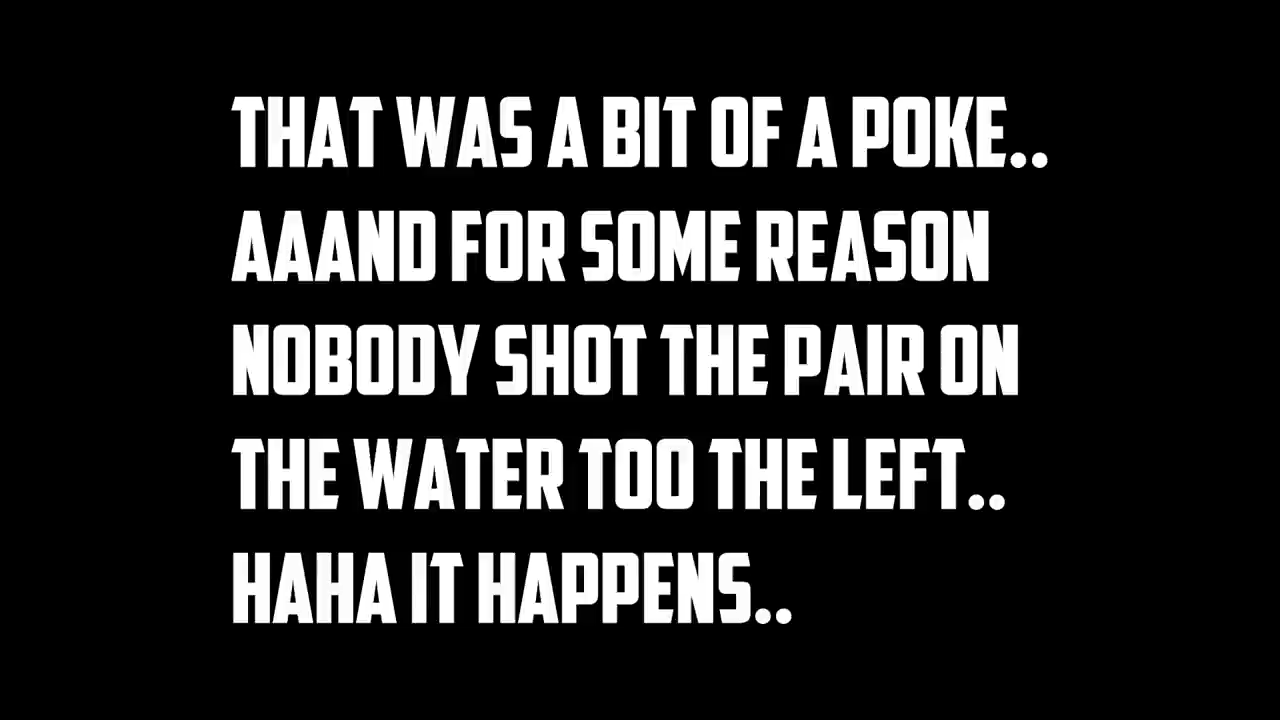 THAT WAS A BIT OF A POKE..
AAAND FOR SOME REASON
NOBODY SHOT THE PAIR ON
THE WATER TOO THE LEFT..
HAHA IT HAPPENS..